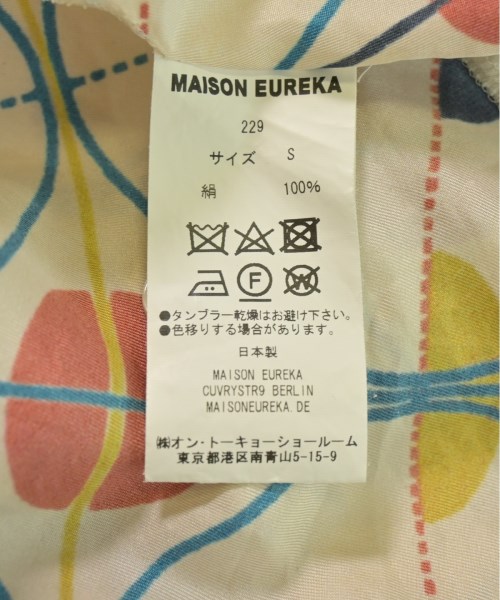 MAISON EUREKA
229
サイズ S
絹 100%
F W
●タンブラー乾燥はお避け下さい。
●色移りする場合があります。
日本製
MAISON EUREKA
CUVRYSTR9 BERLIN
MAISONEUREKA.DE
㈱オン・トーキョーショールーム
東京都港区南青山5-15-9